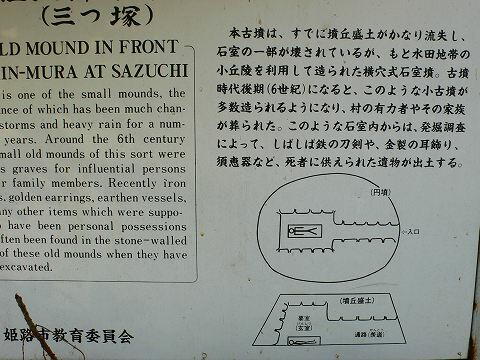 (三つ塚)
OLD MOUND IN FRONT
IN-MURA AT SAZUCHI
is one of the small mounds, the
ance of which has been much chan-
storms and heavy rain for a num-
years. Around the 6th century
mall old mounds of this sort were
s graves for influential persons
r family members. Recently iron
s, golden earrings, earthen vessels,
ny other items which were suppo-
o have been personal possessions
often been found in the stone-walled
of these old mounds when they have
excavated.
姫路市教育委員会
本古墳は、すでに墳丘盛土がかなり流失し、
石室の一部が壊されているが、もと水田地帯の
小丘陵を利用して造られた横穴式石室墳。古墳
時代後期(6世紀)になると、このような小古墳が
多数造られるようになり、村の有力者やその家族
が葬られた。このような石室内からは、発掘調査
によって、しばしば鉄の刀剣や、金製の耳飾り、
須恵器など、死者に供えられた遺物が出土する。
(円墳)
入口
(墳丘盛土)
墓室
(玄室)
通路(羨道)